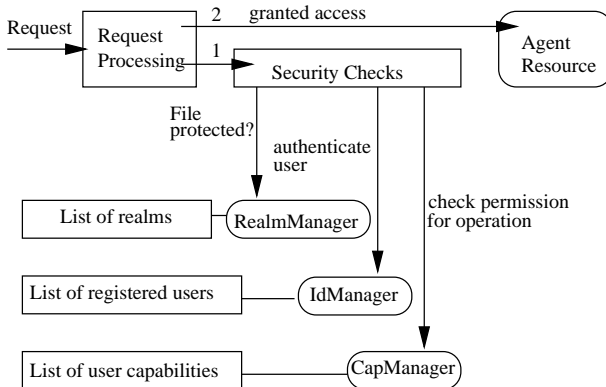 Request
Request
Processing
2
granted access
1
Security Checks
Agent
Resource
File
protected?
authenticate
user
check permission
for operation
List of realms
RealmManager
List of registered users
IdManager
List of user capabilities
CapManager